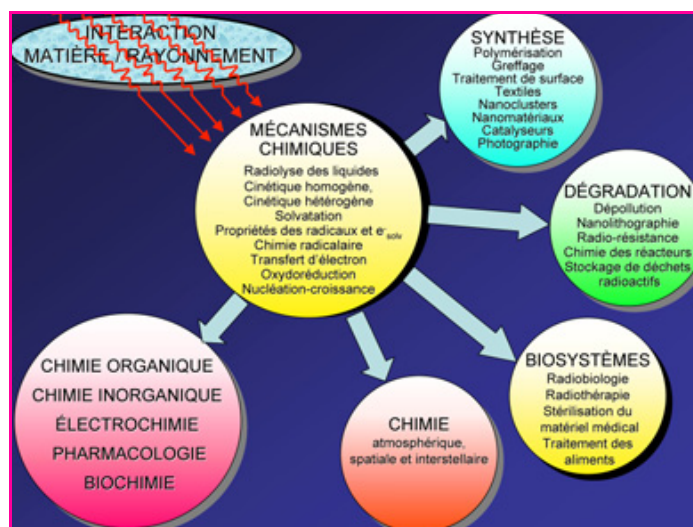 INTERACTION
MATIÈRE / RAYONNEMENT
MÉCANISMES
CHIMIQUES
Radiolyse des liquides
Cinétique homogène,
Cinétique hétérogène
Solvatation
Propriétés des radicaux et e-solv
Chimie radicalaire
Transfert d'électron
Oxydoréduction
Nucléation-croissance
SYNTHÈSE
Polymérisation
Greffage
Traitement de surface
Textiles
Nanoclusters
Nanomatériaux
Catalyseurs
Photographie
DÉGRADATION
Dépollution
Nanolithographie
Radio-résistance
Chimie des réacteurs
Stockage de déchets
radioactifs
BIOSYSTÈMES
Radiobiologie
Radiothérapie
Stérilisation du
matériel médical
Traitement des
aliments
CHIMIE
atmosphérique,
spatiale et interstellaire
CHIMIE ORGANIQUE
CHIMIE INORGANIQUE
ÉLECTROCHIMIE
PHARMACOLOGIE
BIOCHIMIE